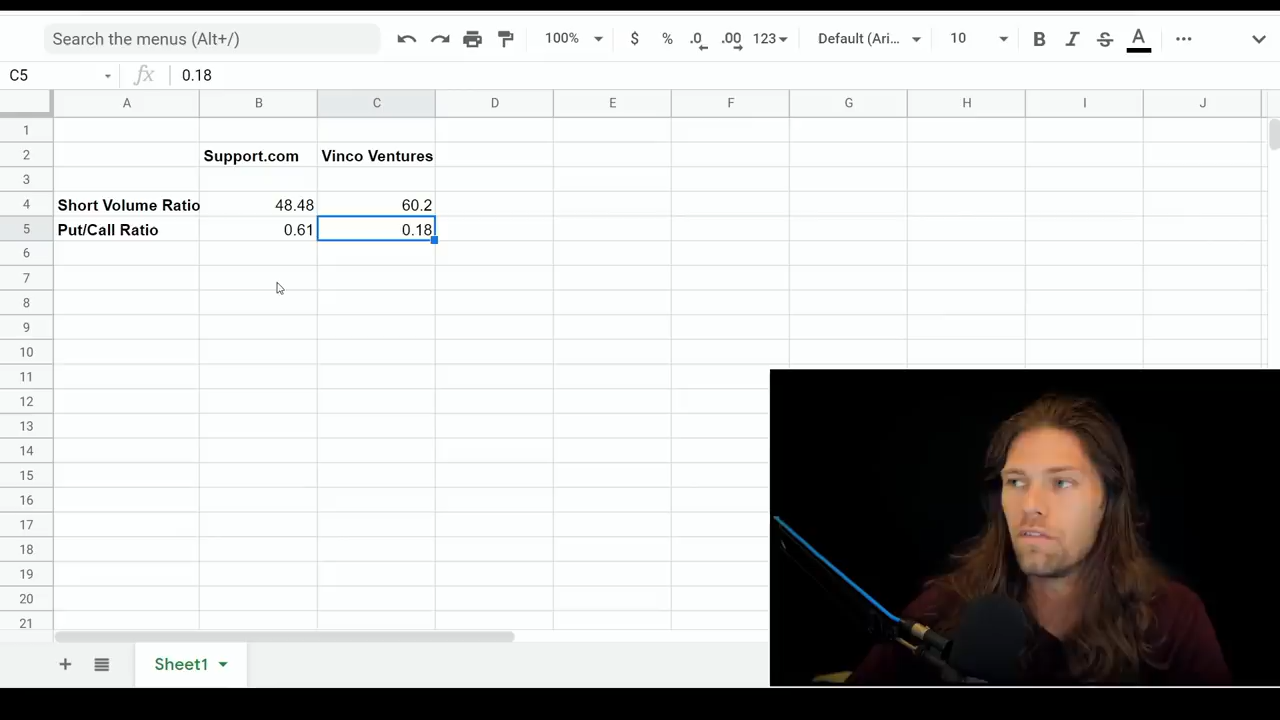 Search the menus (Alt+/) 100% $ % .0 .00 123 Default (Ari... 10 B I S A
C5 fx 0.18
A B C D E F G H I J
1
2 Support.com Vinco Ventures
3
4 Short Volume Ratio 48.48 60.2
5 Put/Call Ratio 0.61 0.18
6
7
8
9
10
11
12
13
14
15
16
17
18
19
20
21
Sheet1